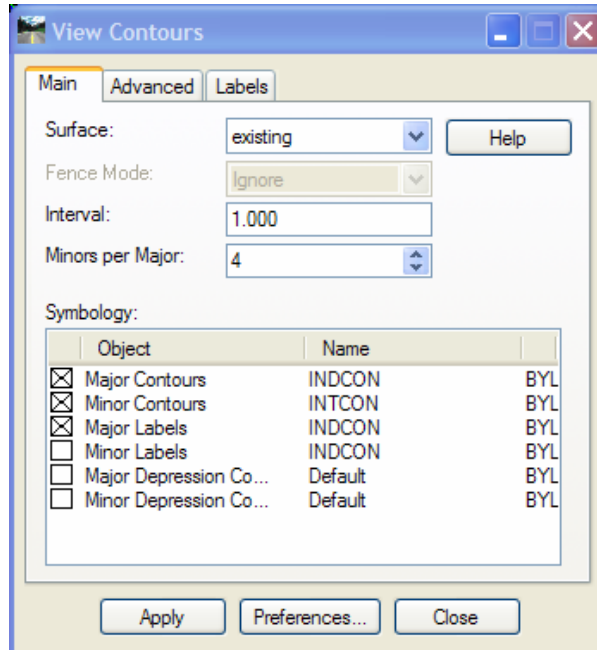 View Contours
Main Advanced Labels
Surface: existing Help
Fence Mode: Ignore
Interval: 1.000
Minors per Major: 4
Symbology:
Object Name
Major Contours INDCON BYL
Minor Contours INTCON BYL
Major Labels INDCON BYL
Minor Labels INDCON BYL
Major Depression Co... Default BYL
Minor Depression Co... Default BYL
Apply Preferences... Close